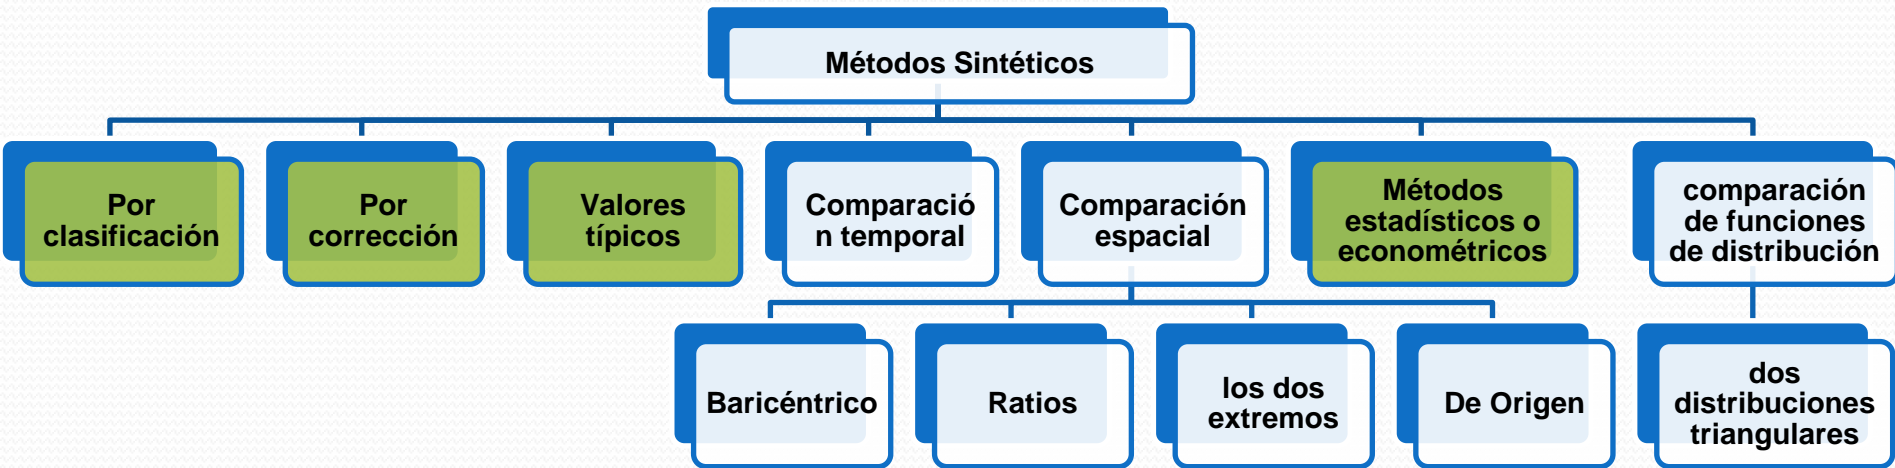 Métodos Sintéticos
Por
clasificación
Por
corrección
Valores
típicos
Comparació
n temporal
Comparación
espacial
Métodos
estadísticos o
econométricos
comparación
de funciones
de distribución
Baricéntrico
Ratios
los dos
extremos
De Origen
dos
distribuciones
triangulares